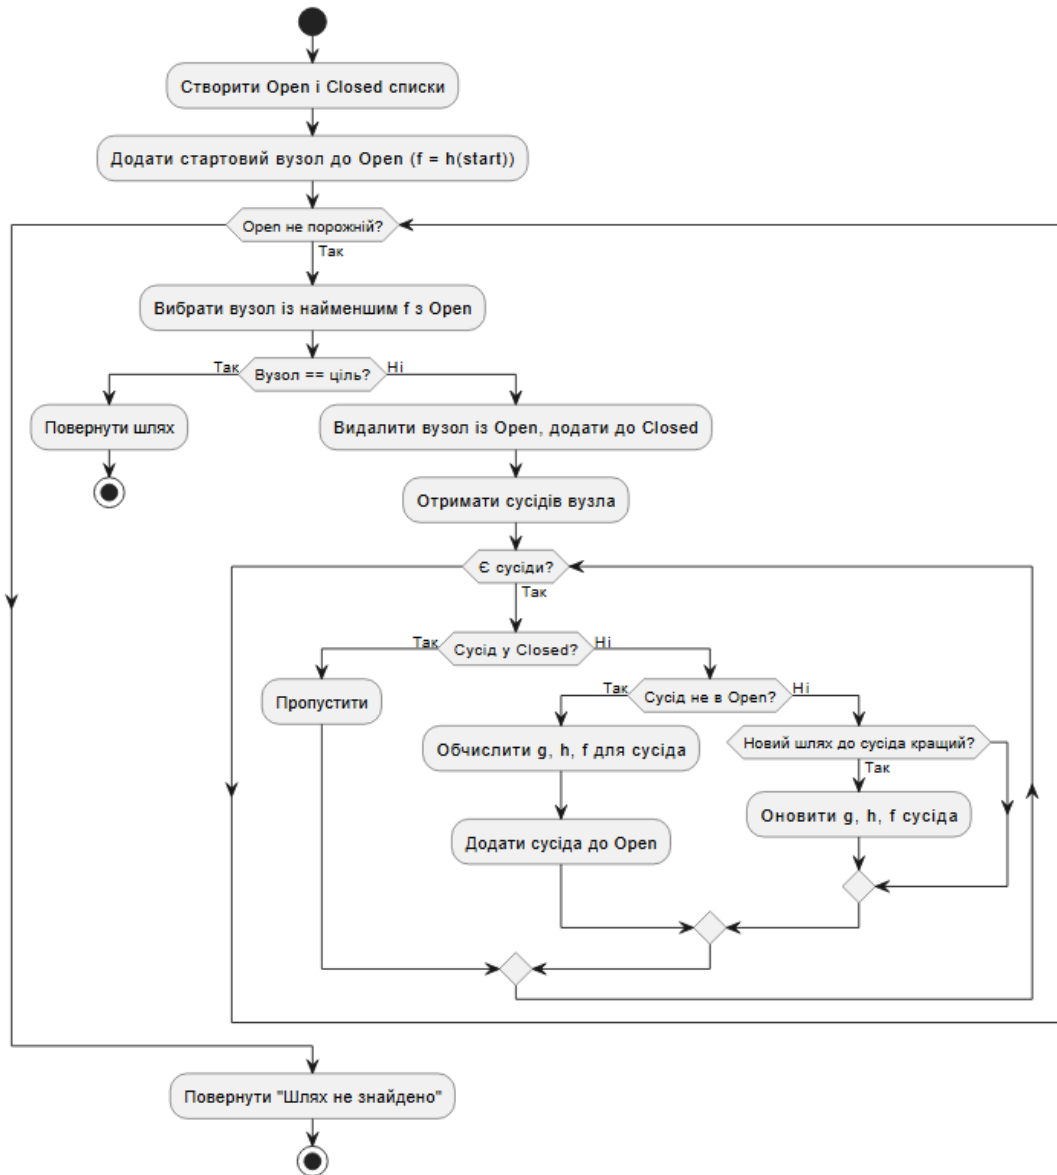 Створити Open і Closed списки
Додати стартовий вузол до Open (f = h(start))
Open не порожній?
Так
Вибрати вузол із найменшим f з Open
Так
Вузол == ціль?
Ні
Повернути шлях
Видалити вузол із Open, додати до Closed
Отримати сусідів вузла
Є сусіди?
Так
Так
Сусід у Closed?
Ні
Пропустити
Так
Сусід не в Open?
Ні
Обчислити g, h, f для сусіда
Новий шлях до сусіда кращий?
Так
Додати сусіда до Open
Оновити g, h, f сусіда
Повернути "Шлях не знайдено"